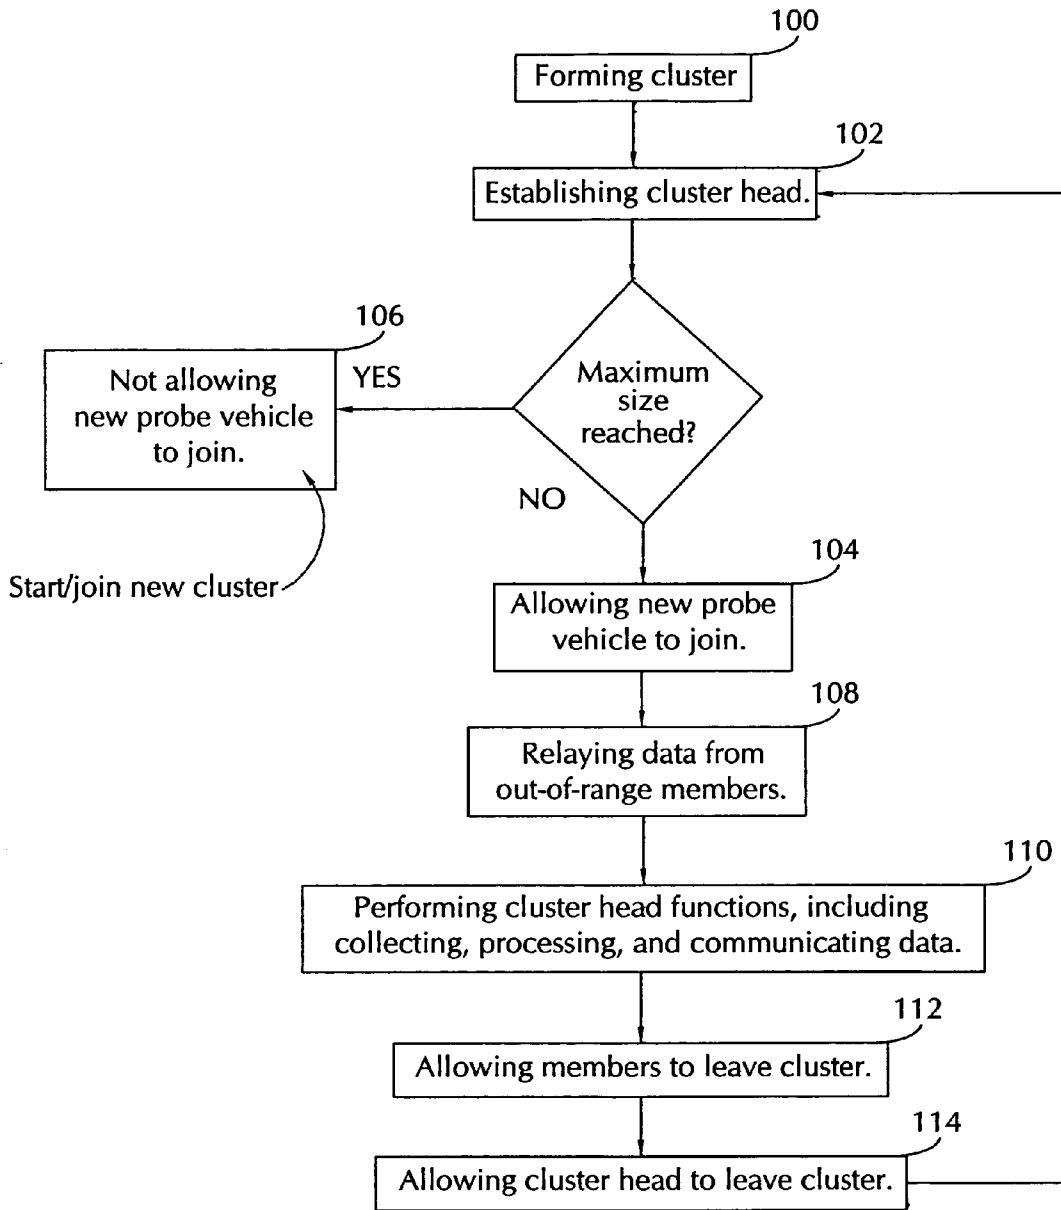 100
Forming cluster
102
Establishing cluster head.
106
Not allowing
new probe vehicle
to join.
YES
Maximum
size
reached?
NO
Start/join new cluster
104
Allowing new probe
vehicle to join.
108
Relaying data from
out-of-range members.
110
Performing cluster head functions, including
collecting, processing, and communicating data.
112
Allowing members to leave cluster.
114
Allowing cluster head to leave cluster.